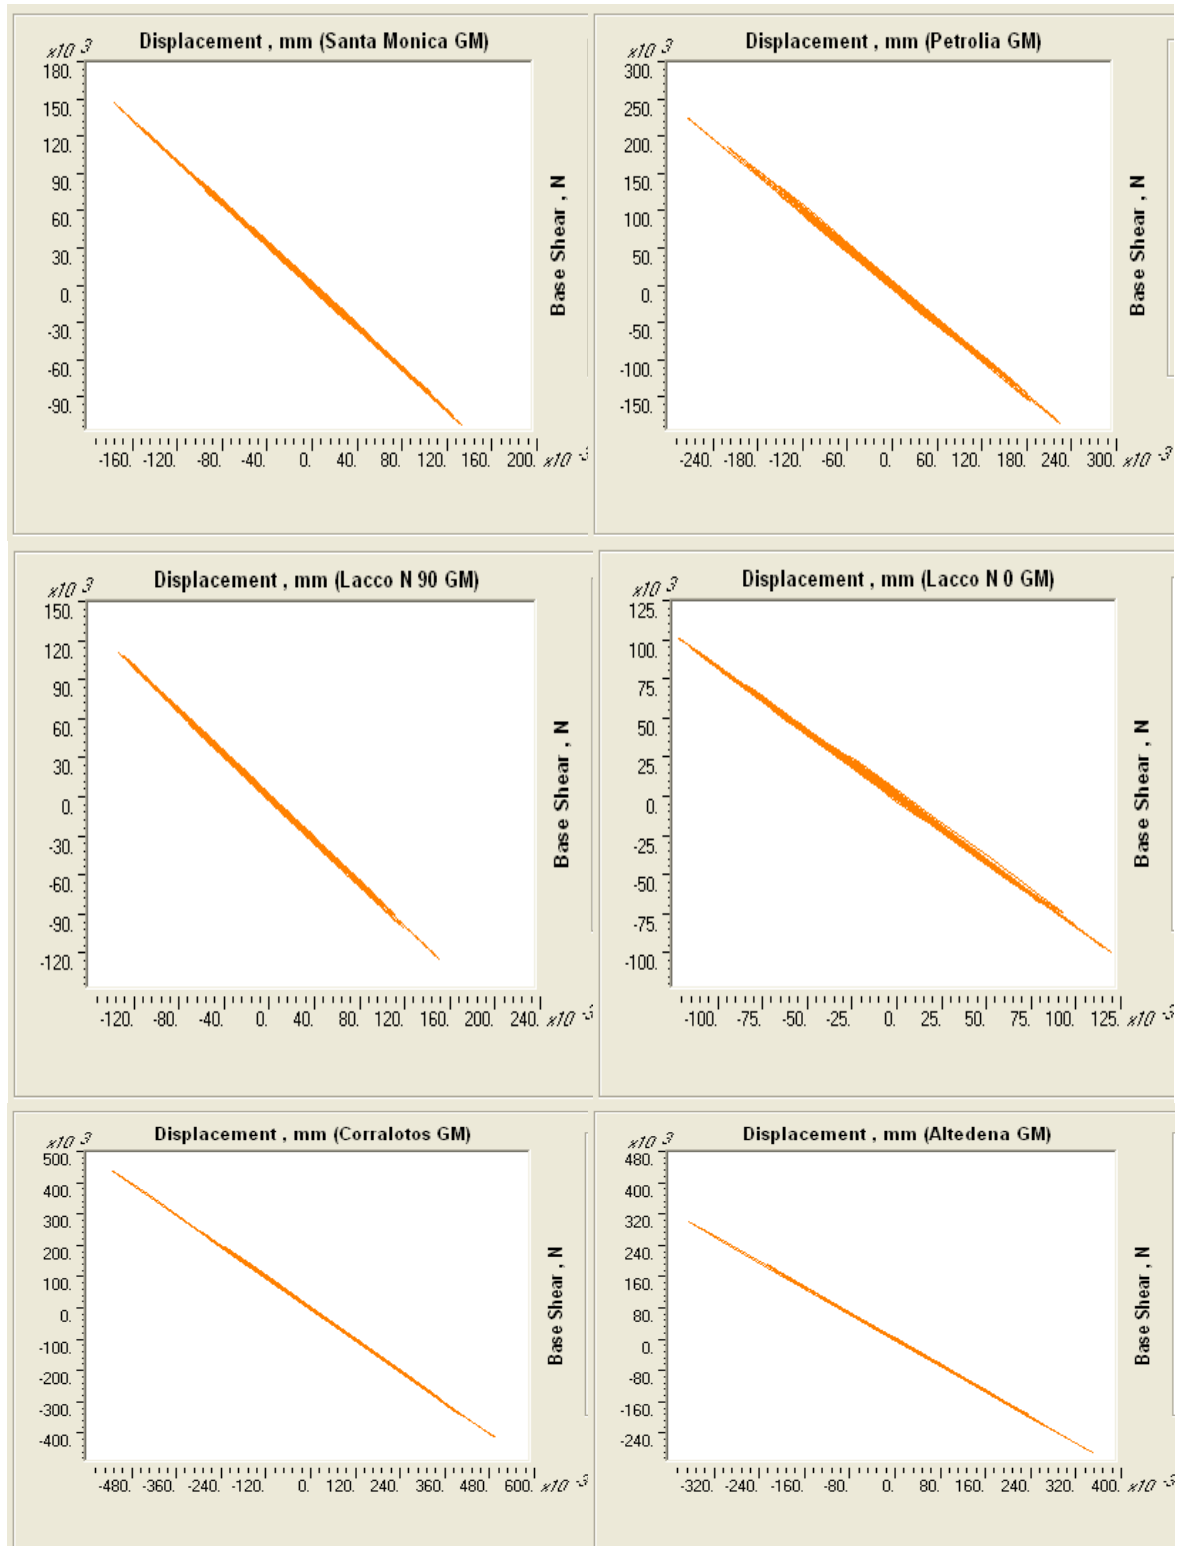 Displacement , mm (Santa Monica GM)
x10 3
180.
150.
120.
90.
60.
30.
0.
-30.
-60.
-90.
-160. -120. -80. -40. 0. 40. 80. 120. 160. 200. x10 -3
Base Shear , N
Displacement , mm (Petrolia GM)
x10 3
300.
250.
200.
150.
100.
50.
0.
-50.
-100.
-150.
-240. -180. -120. -60. 0. 60. 120. 180. 240. 300. x10 -3
Base Shear , N
Displacement , mm (Lacco N 90 GM)
x10 3
150.
120.
90.
60.
30.
0.
-30.
-60.
-90.
-120.
-120. -80. -40. 0. 40. 80. 120. 160. 200. 240. x10 -3
Base Shear , N
Displacement , mm (Lacco N 0 GM)
x10 3
125.
100.
75.
50.
25.
0.
-25.
-50.
-75.
-100.
-100. -75. -50. -25. 0. 25. 50. 75. 100. 125. x10 -3
Base Shear , N
Displacement , mm (Corralotos GM)
x10 3
500.
400.
300.
200.
100.
0.
-100.
-200.
-300.
-400.
-480. -360. -240. -120. 0. 120. 240. 360. 480. 600. x10 -3
Base Shear , N
Displacement , mm (Altedena GM)
x10 3
480.
400.
320.
240.
160.
80.
0.
-80.
-160.
-240.
-320. -240. -160. -80. 0. 80. 160. 240. 320. 400. x10 -3
Base Shear , N